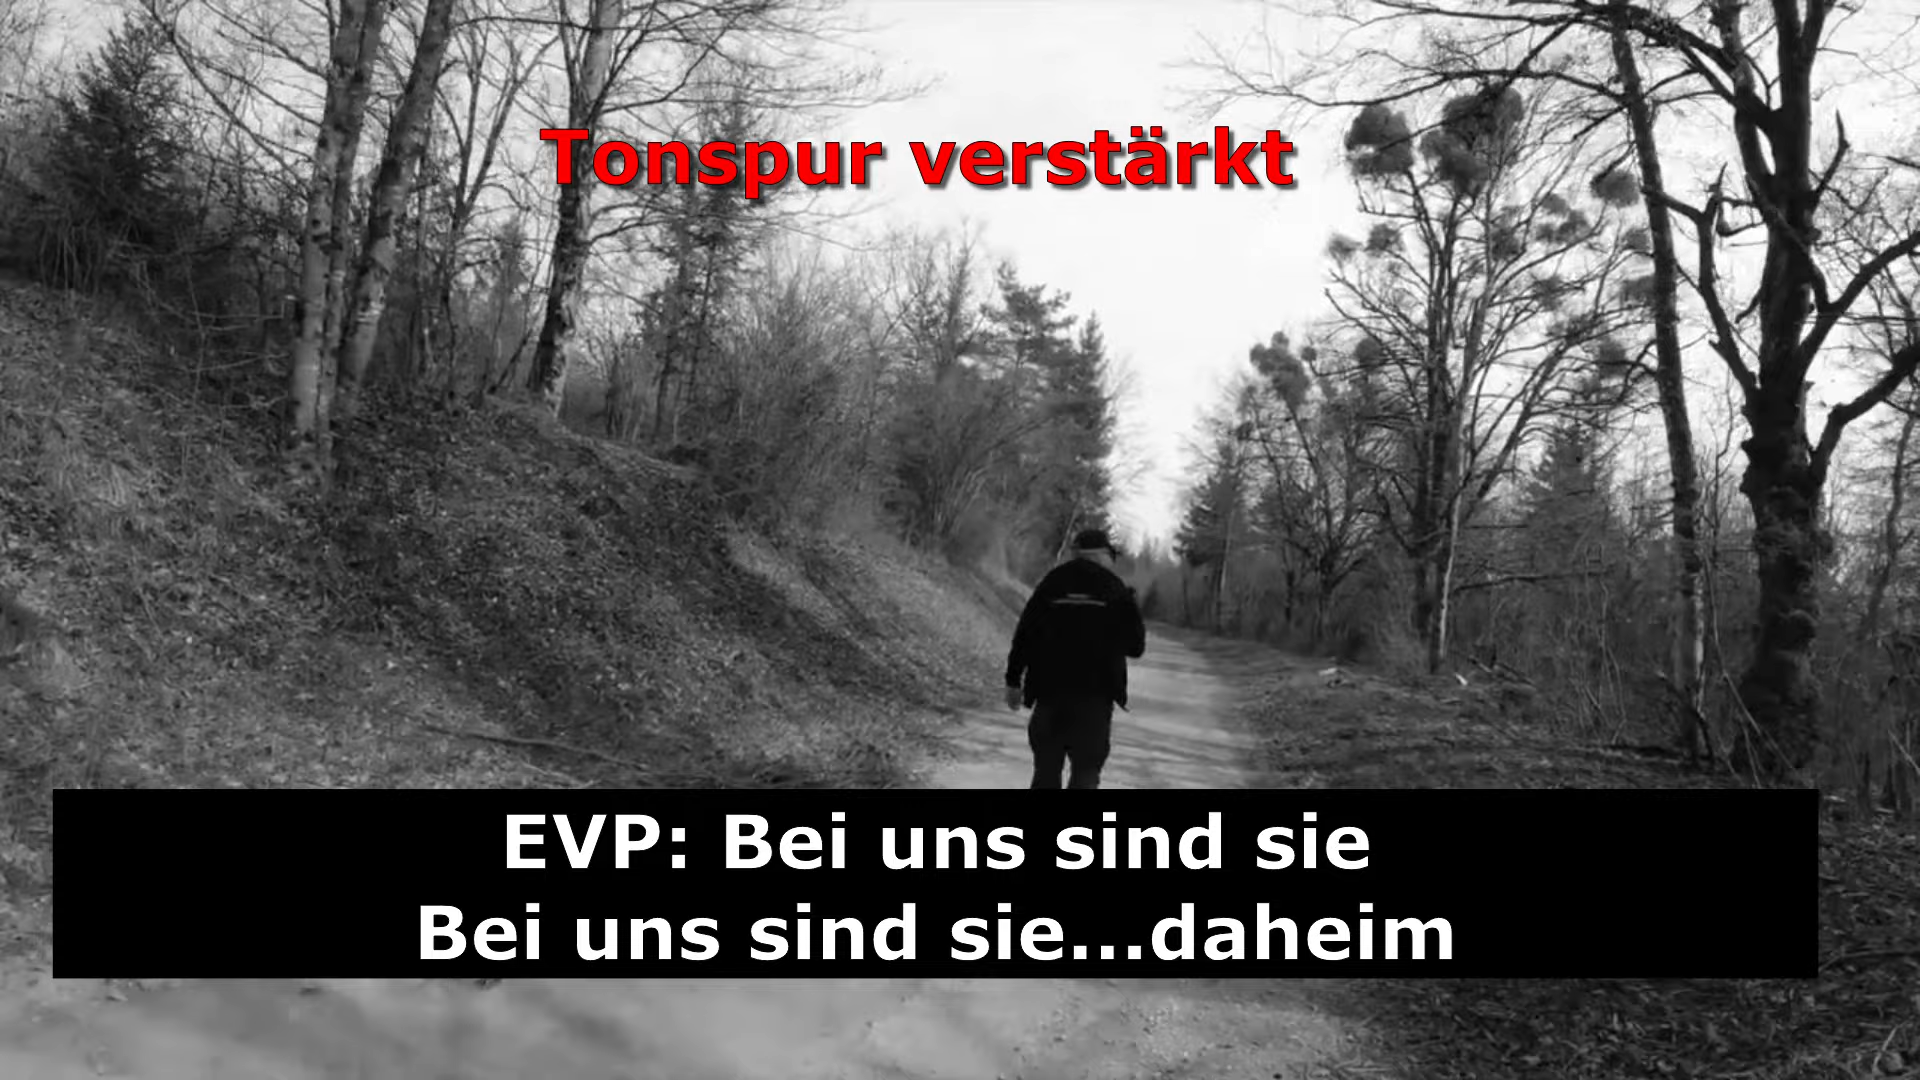 Tonspur verstärkt
EVP: Bei uns sind sie
Bei uns sind sie...daheim